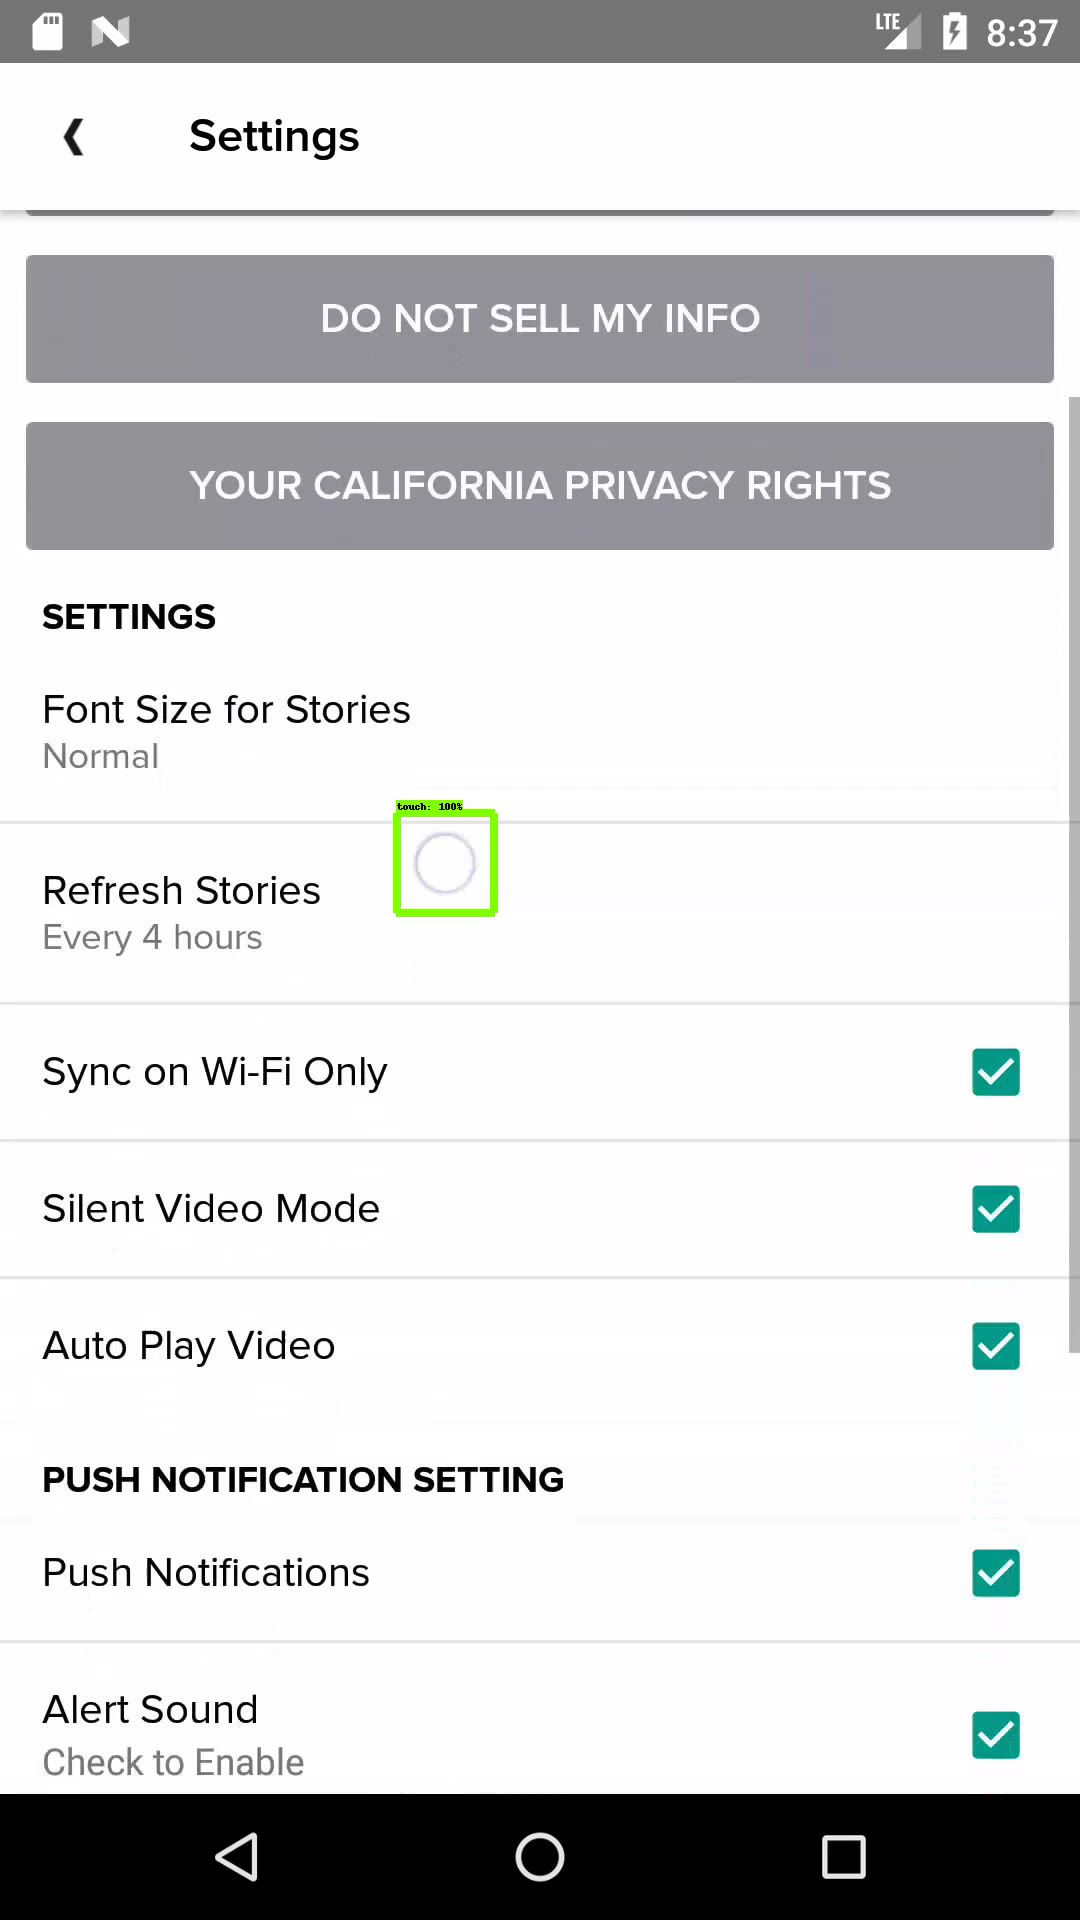 LTE 8:37
Settings
DO NOT SELL MY INFO
YOUR CALIFORNIA PRIVACY RIGHTS
SETTINGS
Font Size for Stories
Normal
touch: 100%
Refresh Stories
Every 4 hours
Sync on Wi-Fi Only
Silent Video Mode
Auto Play Video
PUSH NOTIFICATION SETTING
Push Notifications
Alert Sound
Check to Enable